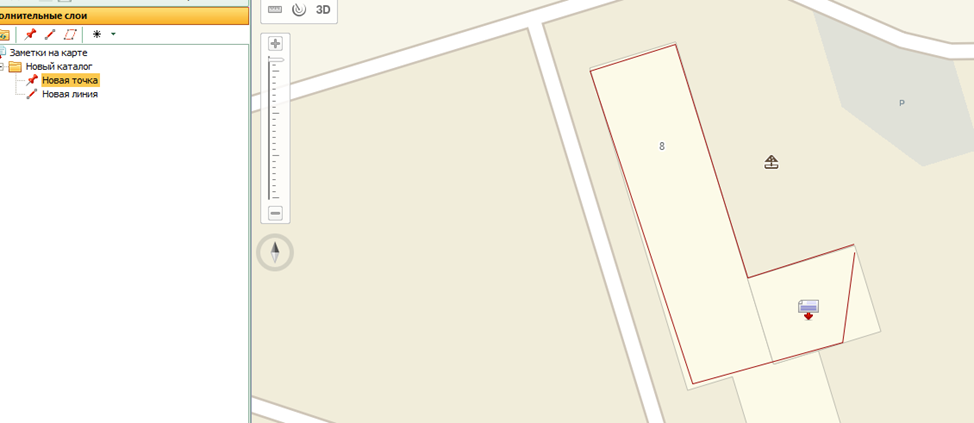 олнительные слои
Заметки на карте
Новый каталог
Новая точка
Новая линия
3D
8
P